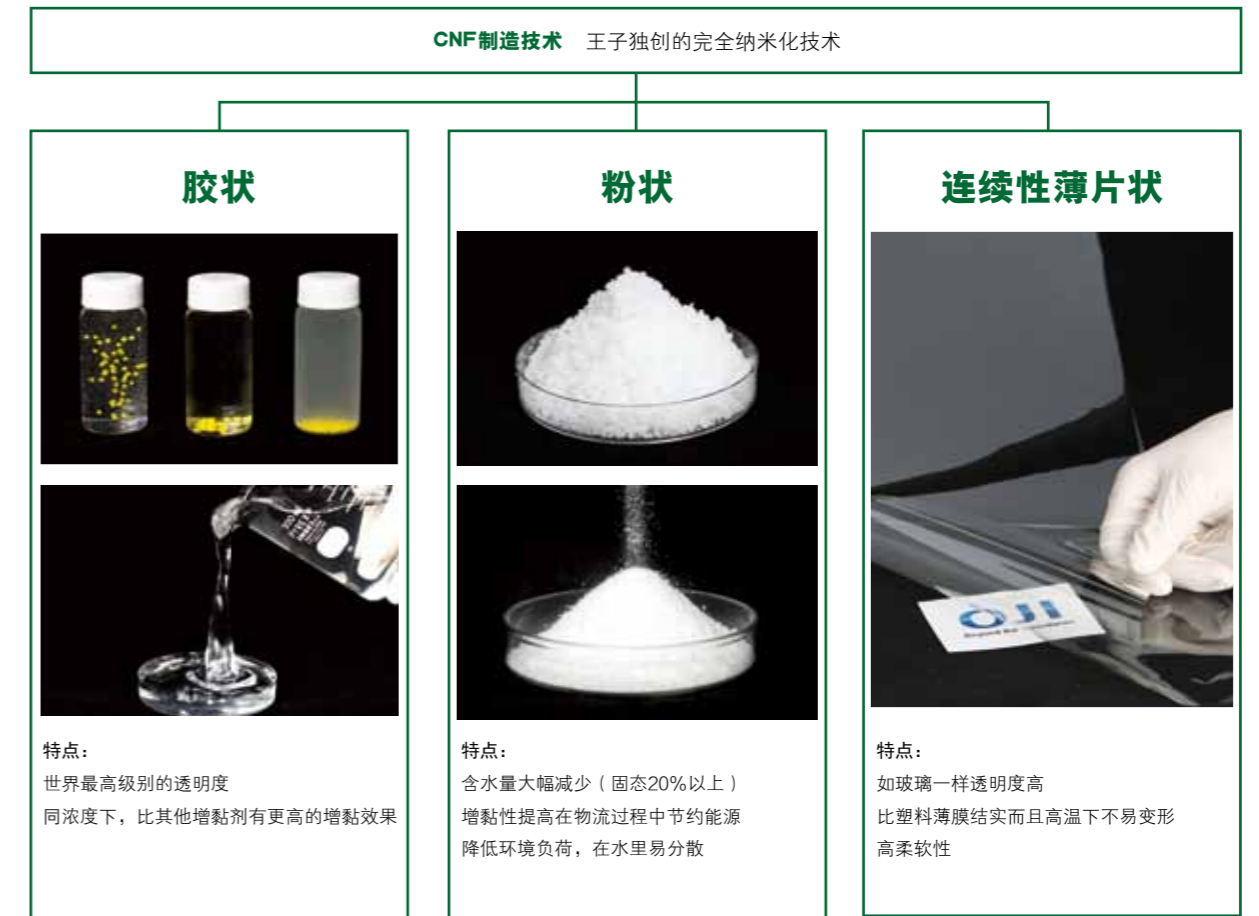 CNF制造技术 王子独创的完全纳米化技术
胶状
特点：
世界最高级别的透明度
同浓度下，比其他增黏剂有更高的增黏效果
粉状
特点：
含水量大幅减少（固态20%以上）
增黏性提高在物流过程中节约能源
降低环境负荷，在水里易分散
连续性薄片状
OJI
特点：
如玻璃一样透明度高
比塑料薄膜结实而且高温下不易变形
高柔软性